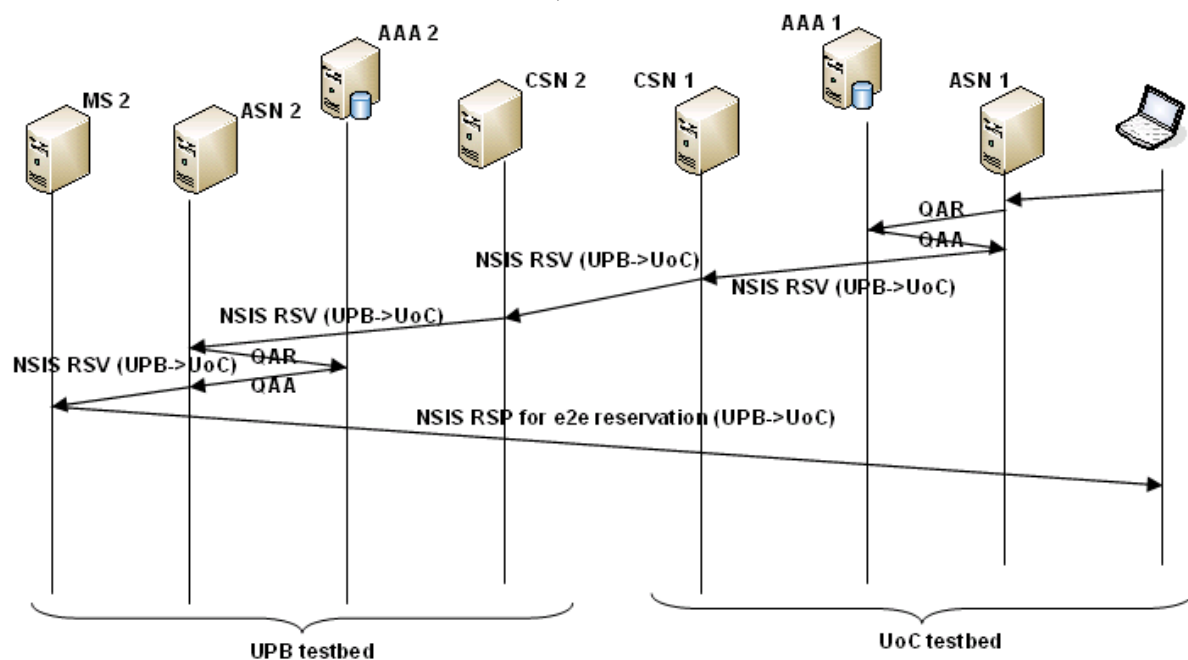 AAA 2
AAA 1
MS 2
ASN 2
CSN 2
CSN 1
ASN 1
QAR
QAA
NSIS RSV (UPB->UoC)
NSIS RSV (UPB->UoC)
NSIS RSV (UPB->UoC)
NSIS RSV (UPB->UoC)
QAR
QAA
NSIS RSP for e2e reservation (UPB->UoC)
UPB testbed
UoC testbed